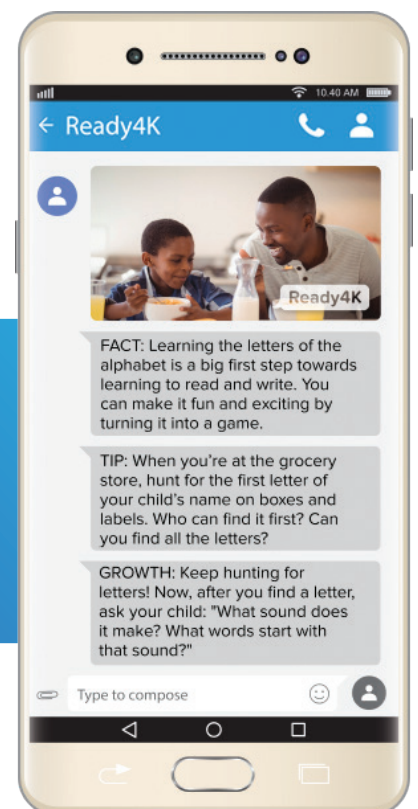 10.40 AM
Ready4K
Ready4K
FACT: Learning the letters of the
alphabet is a big first step towards
learning to read and write. You
can make it fun and exciting by
turning it into a game.
TIP: When you're at the grocery
store, hunt for the first letter of
your child's name on boxes and
labels. Who can find it first? Can
you find all the letters?
GROWTH: Keep hunting for
letters! Now, after you find a letter,
ask your child: "What sound does
it make? What words start with
that sound?"
Type to compose